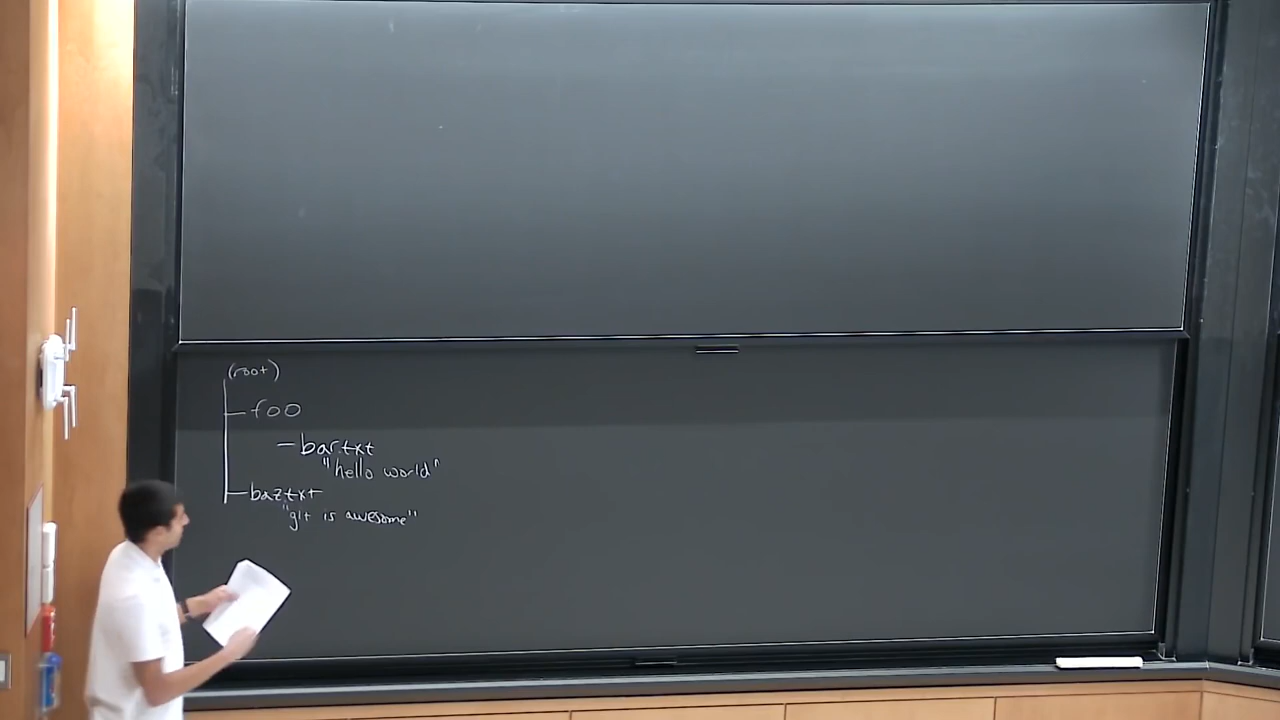 (root)
foo
bar.txt
"hello world"
baz.txt
"git is awesome"